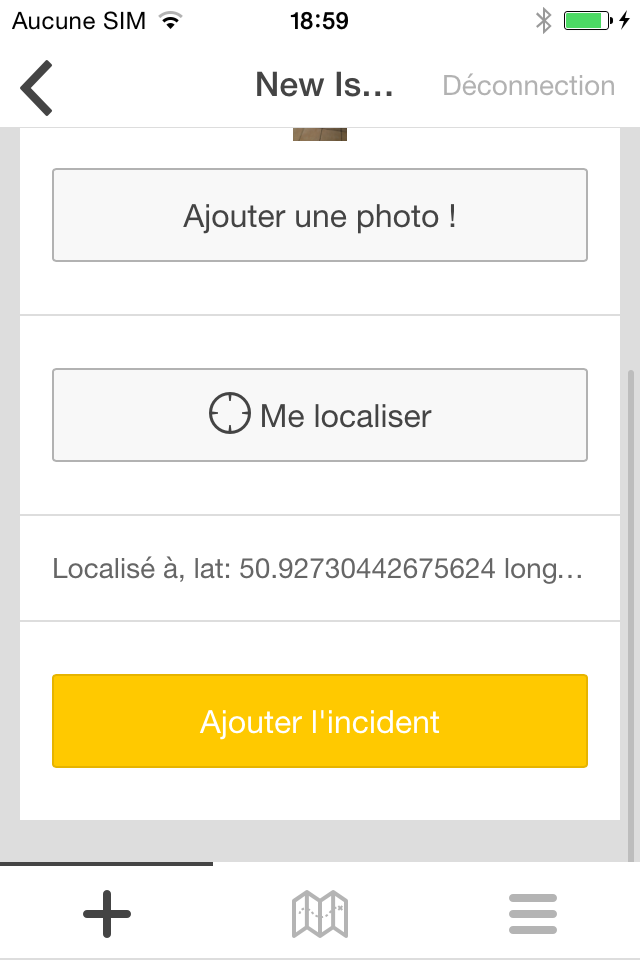 Aucune SIM 18:59
New Is... Déconnection
Ajouter une photo !
Me localiser
Localisé à, lat: 50.92730442675624 long...
Ajouter l'incident